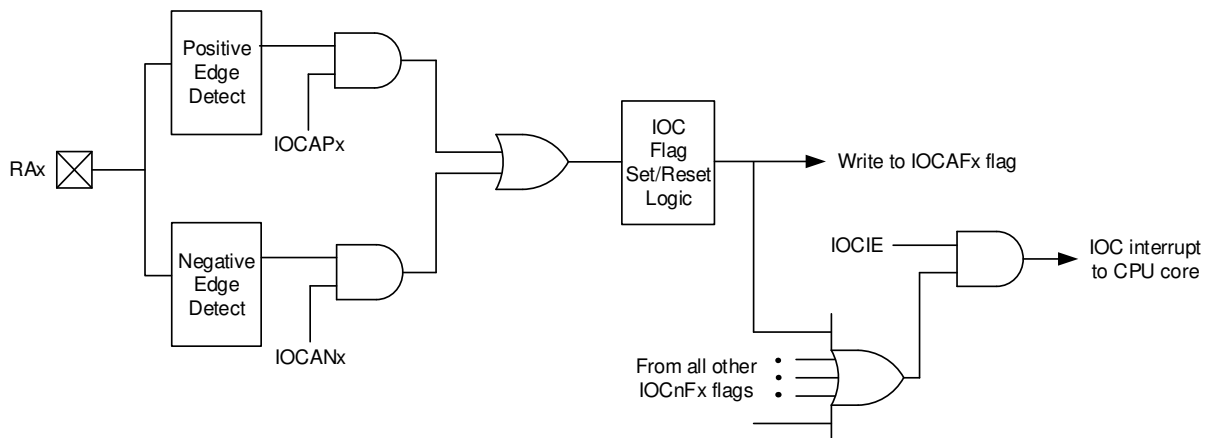 Positive
Edge
Detect
IOCAPx
RAx
Negative
Edge
Detect
IOCANx
IOC
Flag
Set/Reset
Logic
Write to IOCAFx flag
IOCIE
IOC interrupt
to CPU core
From all other
IOCnFx flags